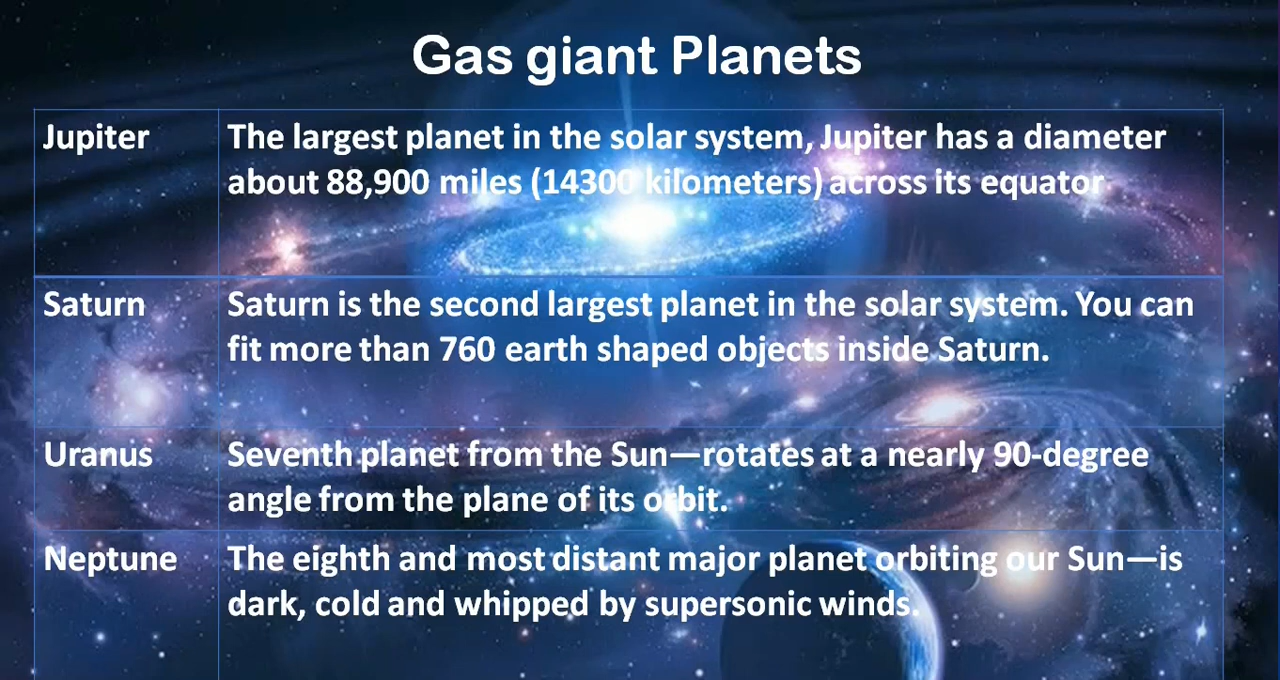 Gas giant Planets
Jupiter
The largest planet in the solar system, Jupiter has a diameter
about 88,900 miles (14300 kilometers) across its equator
Saturn
Saturn is the second largest planet in the solar system. You can
fit more than 760 earth shaped objects inside Saturn.
Uranus
Seventh planet from the Sun—rotates at a nearly 90-degree
angle from the plane of its orbit.
Neptune
The eighth and most distant major planet orbiting our Sun—is
dark, cold and whipped by supersonic winds.